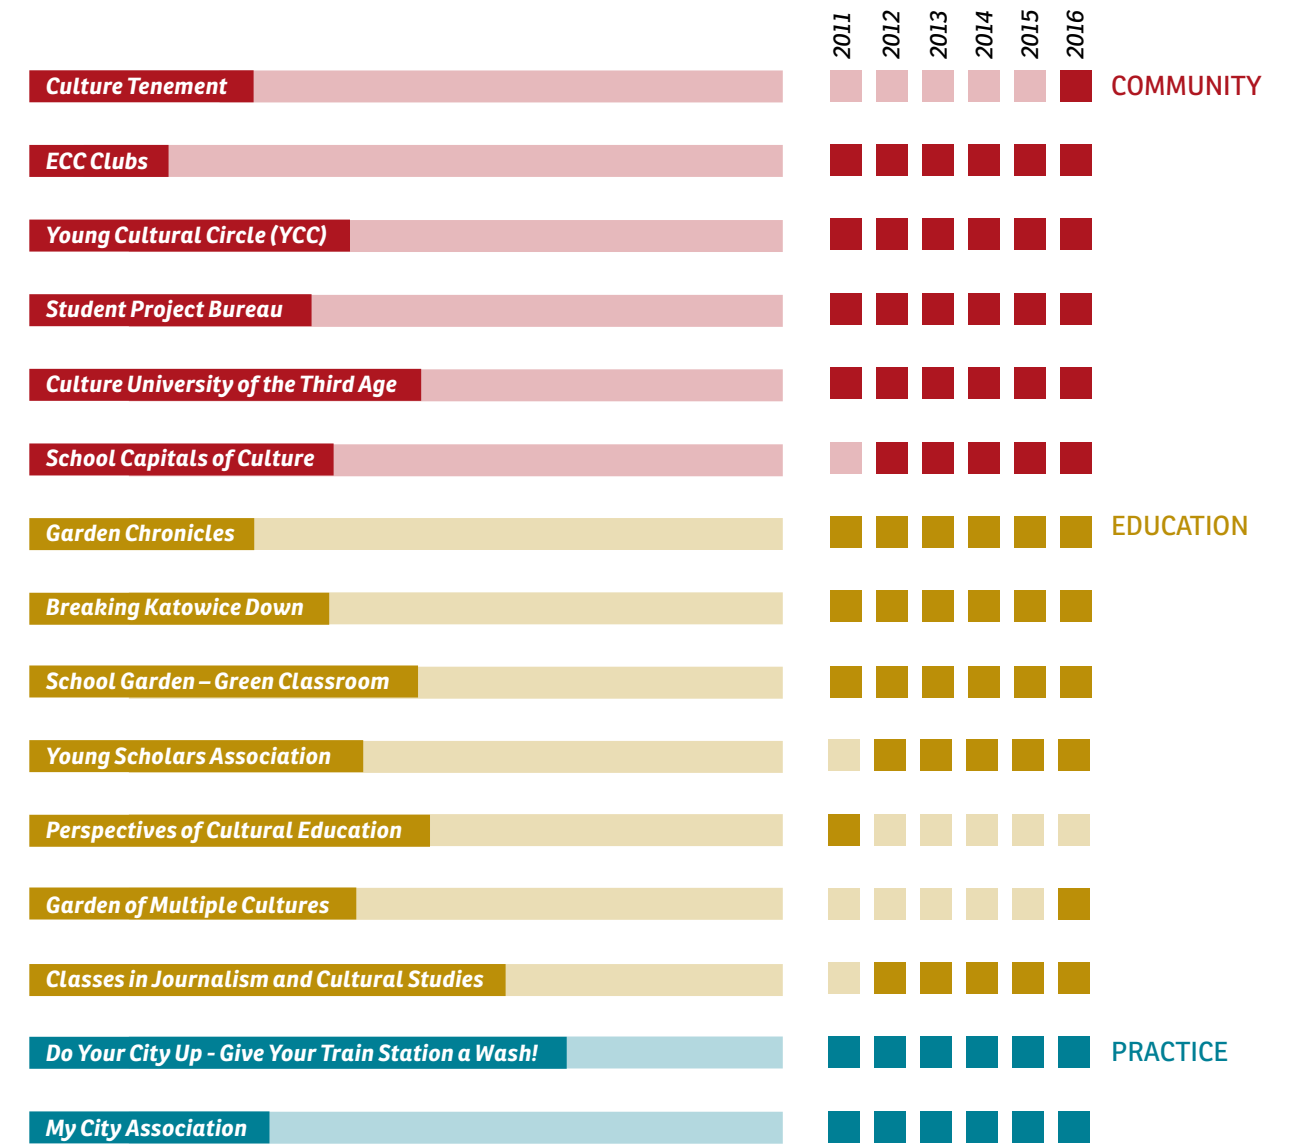 2011 2012 2013 2014 2015 2016
Culture Tenement COMMUNITY
ECC Clubs
Young Cultural Circle (YCC)
Student Project Bureau
Culture University of the Third Age
School Capitals of Culture
Garden Chronicles EDUCATION
Breaking Katowice Down
School Garden – Green Classroom
Young Scholars Association
Perspectives of Cultural Education
Garden of Multiple Cultures
Classes in Journalism and Cultural Studies
Do Your City Up - Give Your Train Station a Wash! PRACTICE
My City Association